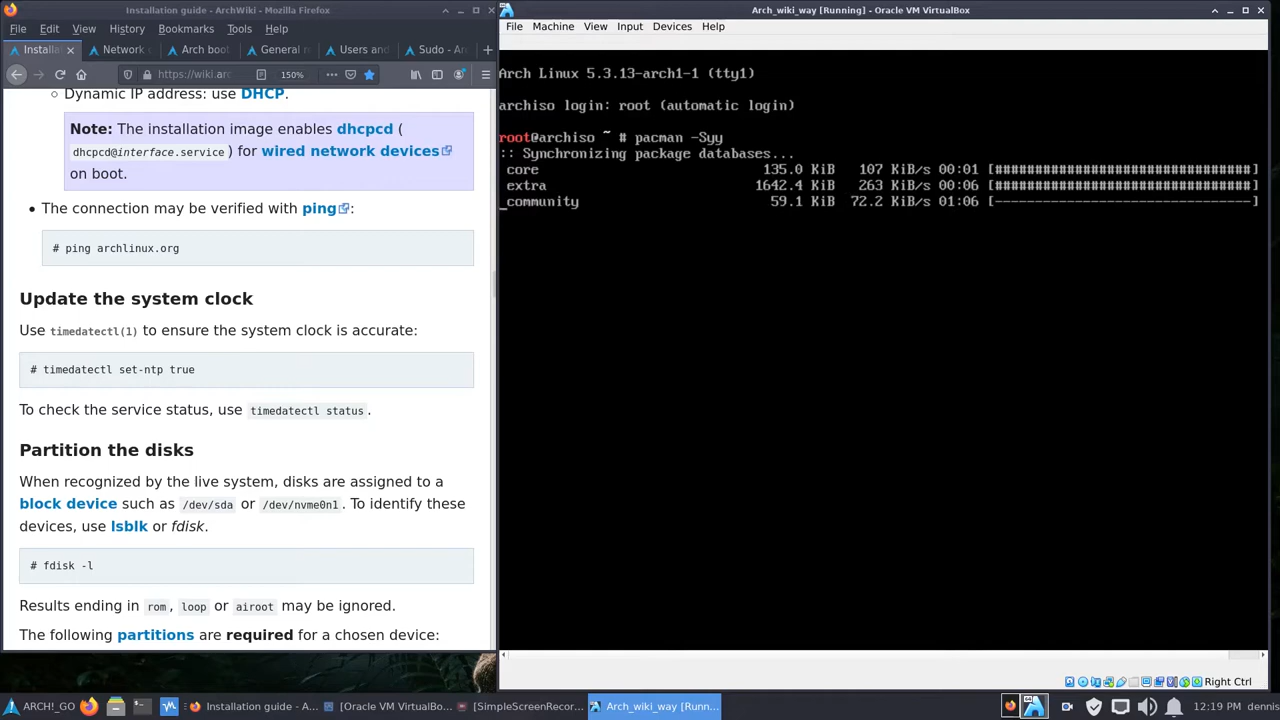 Installation guide - ArchWiki - Mozilla Firefox
File Edit View History Bookmarks Tools Help
Installa Network Arch boot General Users and Sudo - Ar
https://wiki.arc 150%
Dynamic IP address: use DHCP.
Note: The installation image enables dhcpcd (
dhcpcd@interface.service) for wired network devices
on boot.
• The connection may be verified with ping:
# ping archlinux.org
Update the system clock
Use timedatectl(1) to ensure the system clock is accurate:
# timedatectl set-ntp true
To check the service status, use timedatectl status.
Partition the disks
When recognized by the live system, disks are assigned to a
block device such as /dev/sda or /dev/nvme0n1. To identify these
devices, use lsblk or fdisk.
# fdisk -l
Results ending in rom, loop or airoot may be ignored.
The following partitions are required for a chosen device:
Arch_wiki_way [Running] - Oracle VM VirtualBox
File Machine View Input Devices Help
Arch Linux 5.3.13-arch1-1 (tty1)
archiso login: root (automatic login)
root@archiso ~ # pacman -Syy
:: Synchronizing package databases...
core 135.0 KiB 107 KiB/s 00:01 [################################]
extra 1642.4 KiB 263 KiB/s 00:06 [################################]
_community 59.1 KiB 72.2 KiB/s 01:06 [--------------------------------]
Right Ctrl
ARCH!_GO Installation guide - A... [Oracle VM VirtualB... [SimpleScreenRecor... Arch_wiki_way [Runn... 12:19 PM dennis